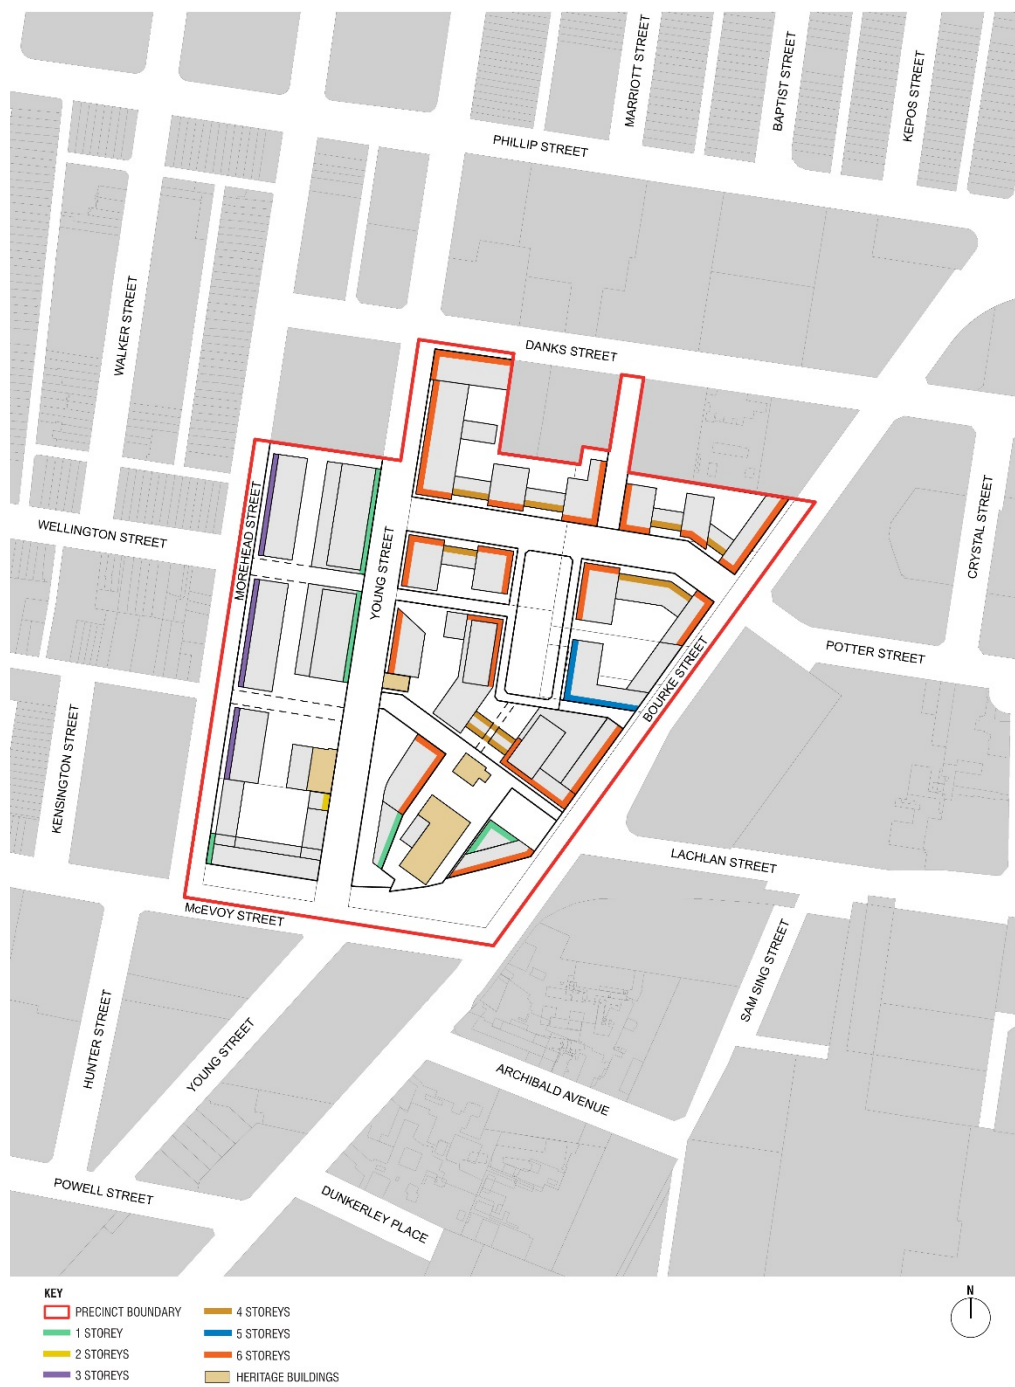 MARRIOTT STREET
BAPTIST STREET
KEPOS STREET
PHILLIP STREET
WALKER STREET
DANKS STREET
CRYSTAL STREET
MOREHEAD STREET
WELLINGTON STREET
YOUNG STREET
POTTER STREET
BOURKE STREET
KENSINGTON STREET
LACHLAN STREET
McEVOY STREET
SAM SING STREET
HUNTER STREET
YOUNG STREET
ARCHIBALD AVENUE
POWELL STREET
DUNKERLEY PLACE
KEY
PRECINCT BOUNDARY
1 STOREY
2 STOREYS
3 STOREYS
4 STOREYS
5 STOREYS
6 STOREYS
HERITAGE BUILDINGS
N